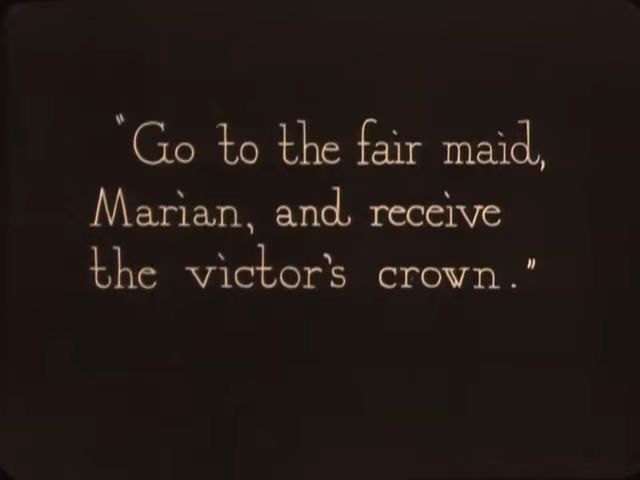 "Go to the fair maid,
Marian, and receive
the victor's crown."